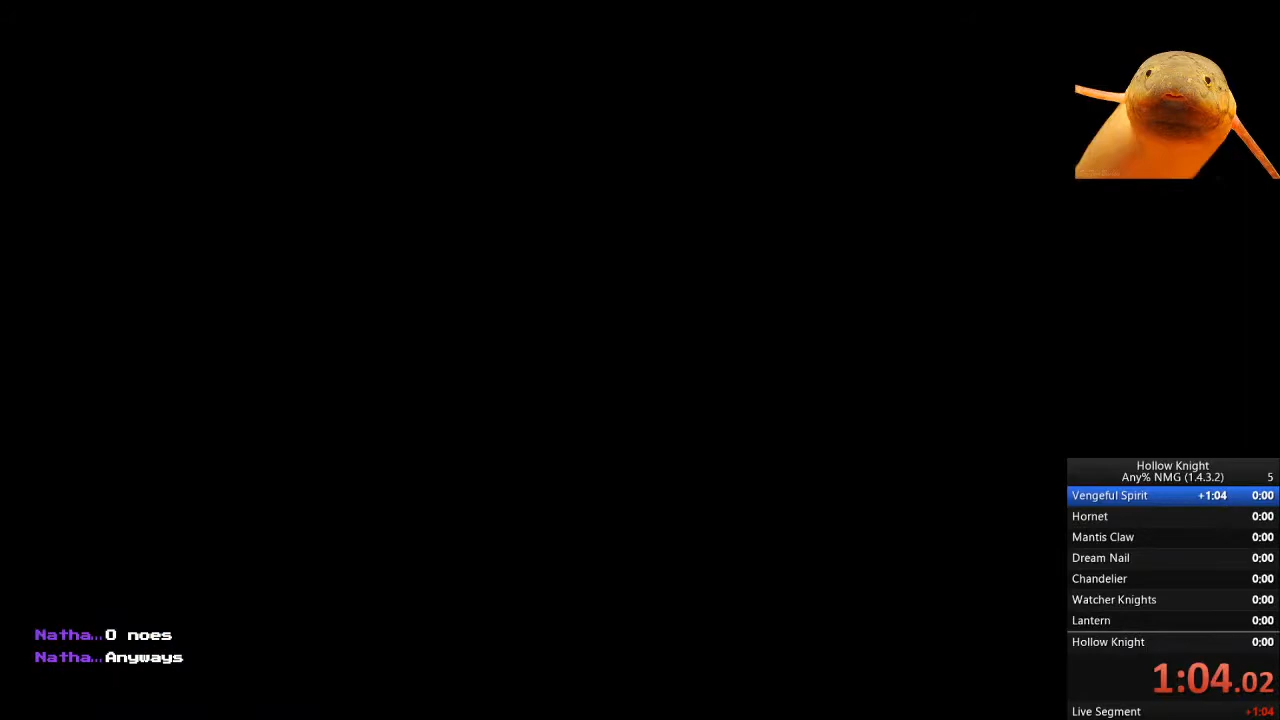 Hollow Knight
Any% NMG (1.4.3.2) 5
Vengeful Spirit +1:04 0:00
Hornet 0:00
Mantis Claw 0:00
Dream Nail 0:00
Chandelier 0:00
Watcher Knights 0:00
Lantern 0:00
Hollow Knight 0:00
1:04.02
Live Segment +1:04
Natha...O noes
Natha...Anyways